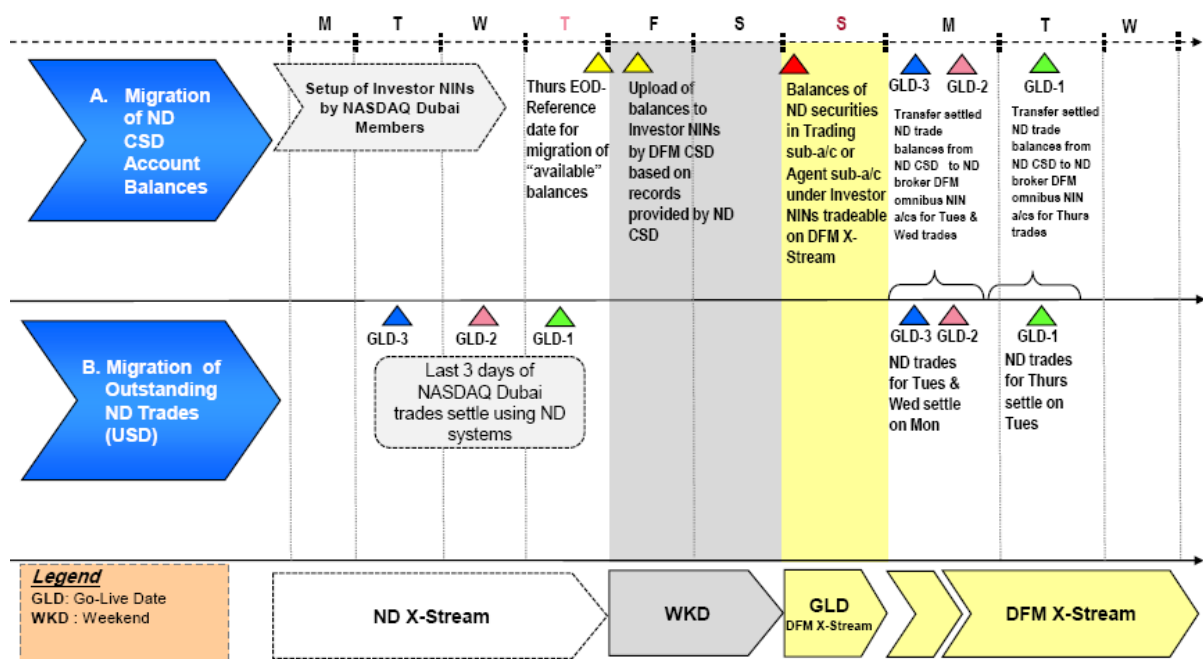 M T W T F S S M T W
A. Migration
of ND
CSD
Account
Balances
Setup of Investor NINs
by NASDAQ Dubai
Members
Thurs EOD-
Reference
date for
migration of
“available”
balances
Upload of
balances to
Investor NINs
by DFM CSD
based on
records
provided by ND
CSD
Balances of
ND securities
in Trading
sub-a/c or
Agent sub-a/c
under Investor
NINs tradeable
on DFM X-
Stream
GLD-3
GLD-2
Transfer settled
ND trade
balances from
ND CSD to ND
broker DFM
omnibus NIN
a/cs for Tues &
Wed trades
GLD-1
Transfer settled
ND trade
balances from
ND CSD to ND
broker DFM
omnibus NIN
a/cs for Thurs
trades
B. Migration of
Outstanding
ND Trades
(USD)
GLD-3
GLD-2
GLD-1
Last 3 days of
NASDAQ Dubai
trades settle using ND
systems
GLD-3
GLD-2
ND trades
for Tues &
Wed settle
on Mon
GLD-1
ND trades
for Thurs
settle on
Tues
Legend
GLD: Go-Live Date
WKD : Weekend
ND X-Stream
WKD
GLD
DFM X-Stream
DFM X-Stream